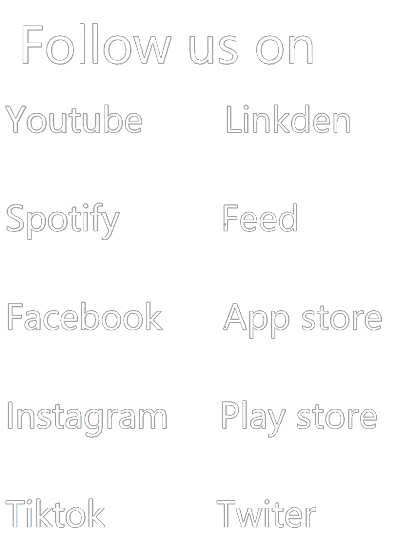 Follow us on
Youtube Linkden
Spotify Feed
Facebook App store
Instagram Play store
Tiktok Twiter